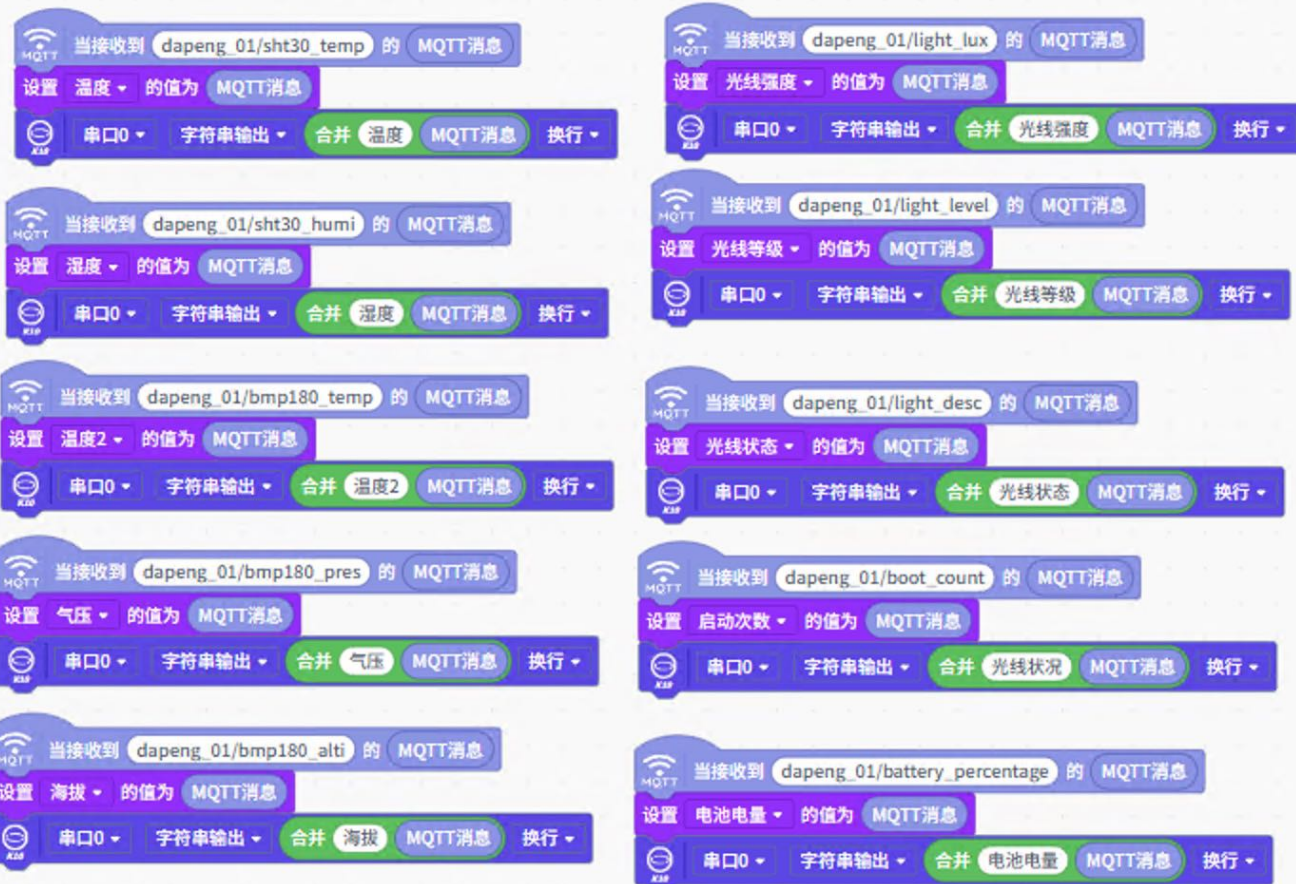 MQTT 当接收到 dapeng_01/sht30_temp 的 MQTT消息
设置 温度 的值为 MQTT消息
K10 串口0 字符串输出 合并 温度 MQTT消息 换行
MQTT 当接收到 dapeng_01/sht30_humi 的 MQTT消息
设置 湿度 的值为 MQTT消息
K10 串口0 字符串输出 合并 湿度 MQTT消息 换行
MQTT 当接收到 dapeng_01/bmp180_temp 的 MQTT消息
设置 温度2 的值为 MQTT消息
K10 串口0 字符串输出 合并 温度2 MQTT消息 换行
MQTT 当接收到 dapeng_01/bmp180_pres 的 MQTT消息
设置 气压 的值为 MQTT消息
K10 串口0 字符串输出 合并 气压 MQTT消息 换行
MQTT 当接收到 dapeng_01/bmp180_alti 的 MQTT消息
设置 海拔 的值为 MQTT消息
K10 串口0 字符串输出 合并 海拔 MQTT消息 换行
MQTT 当接收到 dapeng_01/light_lux 的 MQTT消息
设置 光线强度 的值为 MQTT消息
K10 串口0 字符串输出 合并 光线强度 MQTT消息 换行
MQTT 当接收到 dapeng_01/light_level 的 MQTT消息
设置 光线等级 的值为 MQTT消息
K10 串口0 字符串输出 合并 光线等级 MQTT消息 换行
MQTT 当接收到 dapeng_01/light_desc 的 MQTT消息
设置 光线状态 的值为 MQTT消息
K10 串口0 字符串输出 合并 光线状态 MQTT消息 换行
MQTT 当接收到 dapeng_01/boot_count 的 MQTT消息
设置 启动次数 的值为 MQTT消息
K10 串口0 字符串输出 合并 光线状况 MQTT消息 换行
MQTT 当接收到 dapeng_01/battery_percentage 的 MQTT消息
设置 电池电量 的值为 MQTT消息
K10 串口0 字符串输出 合并 电池电量 MQTT消息 换行